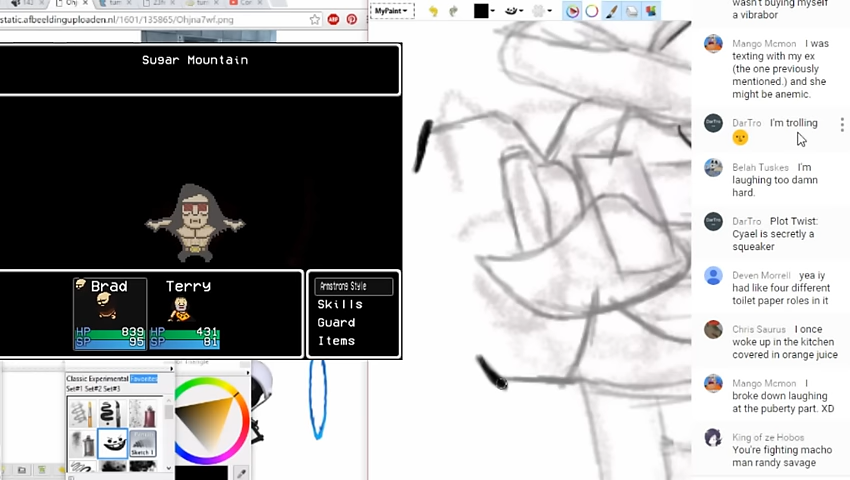 static.afbeeldinguploaden.nl/1601/135865/Ohjna7wf.png
Sugar Mountain
Brad
Terry
HP 839
SP 95
HP 431
SP 81
Armstrong Style
Skills
Guard
Items
MyPaint
Classic Experimental Favorites
Set#1 Set#2 Set#3
Sketch 1
wasn't buying myself
a vibrabor
Mango Mcmon I was
texting with my ex
(the one previously
mentioned.) and she
might be anemic.
DarTro I'm trolling
Belah Tuskes I'm
laughing too damn
hard.
DarTro Plot Twist:
Cyael is secretly a
squeaker
Deven Morrell yea iy
had like four different
toilet paper roles in it
Chris Saurus I once
woke up in the kitchen
covered in orange juice
Mango Mcmon I
broke down laughing
at the puberty part. XD
King of ze Hobos
You're fighting macho
man randy savage